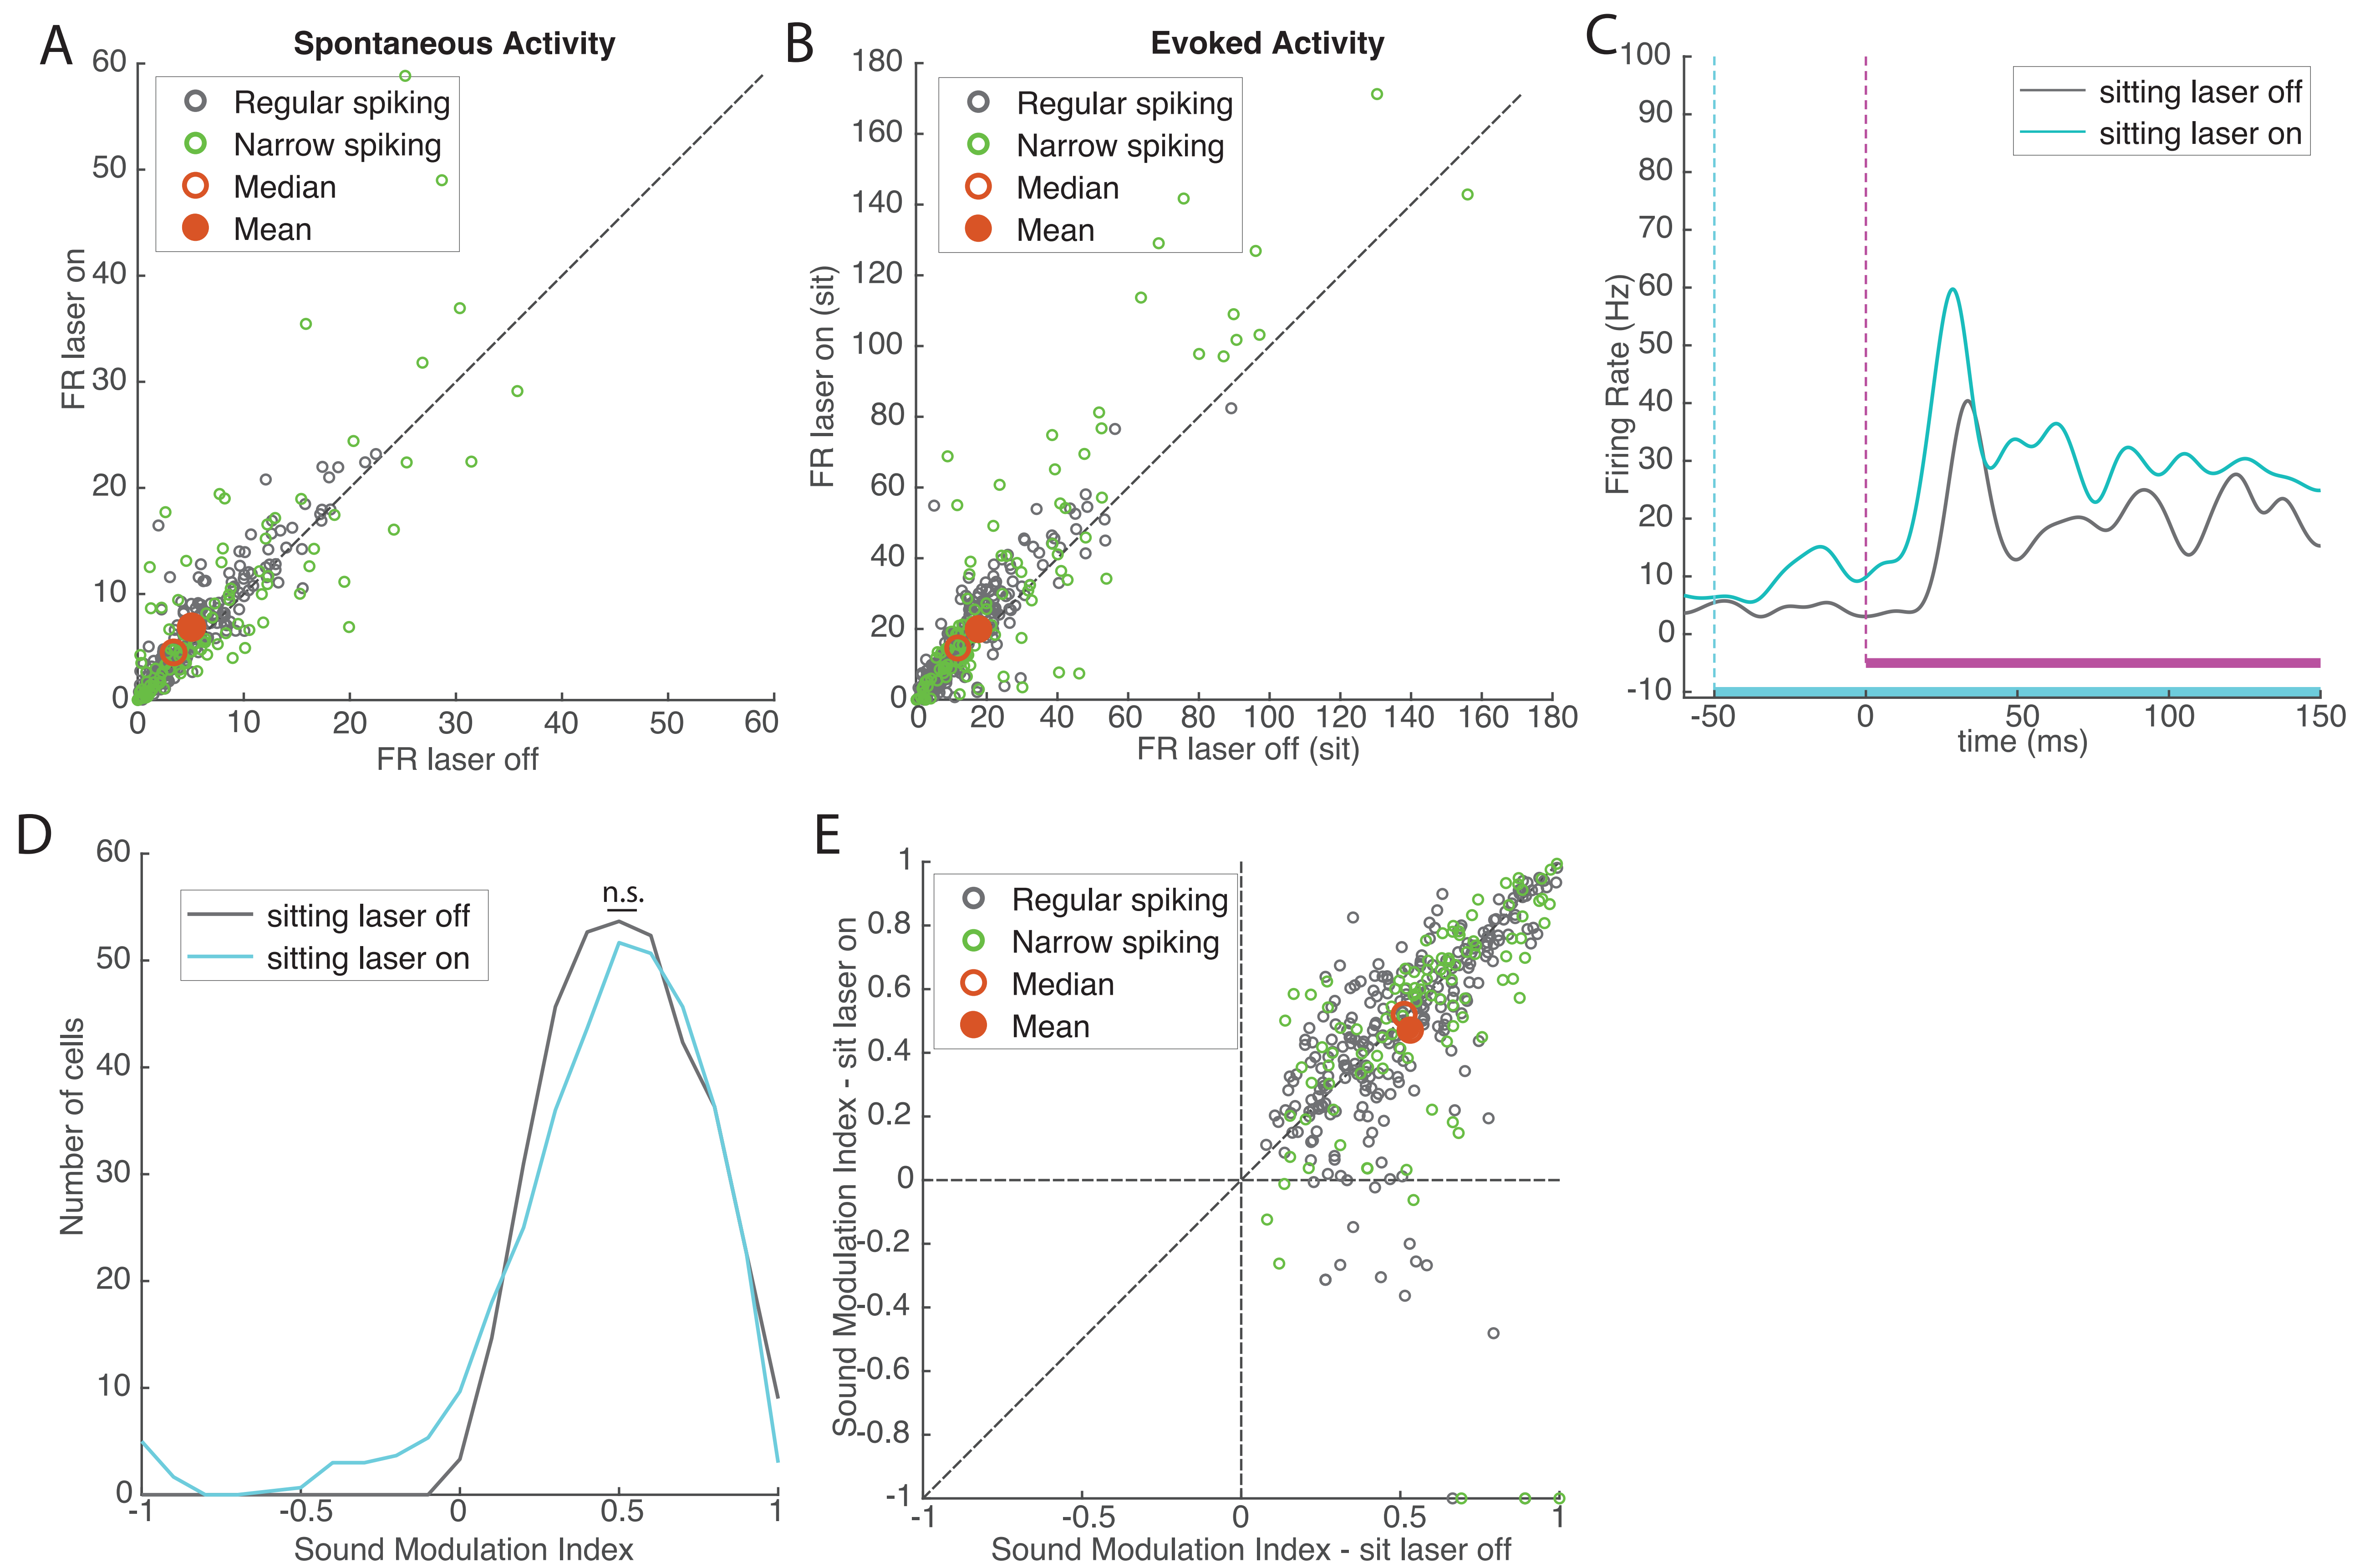 A
Spontaneous Activity
60
50
40
30
20
10
0
FR laser on
Regular spiking
Narrow spiking
Median
Mean
0 10 20 30 40 50 60
FR laser off
B
Evoked Activity
180
160
140
120
100
80
60
40
20
0
FR laser on (sit)
Regular spiking
Narrow spiking
Median
Mean
0 20 40 60 80 100 120 140 160 180
FR laser off (sit)
C
100
90
80
70
60
50
40
30
20
10
0
-10
Firing Rate (Hz)
sitting laser off
sitting laser on
-50 0 50 100 150
time (ms)
D
60
50
40
30
20
10
0
Number of cells
sitting laser off
sitting laser on
n.s.
-1 -0.5 0 0.5 1
Sound Modulation Index
E
1
0.8
0.6
0.4
0.2
0
-0.2
-0.4
-0.6
-0.8
-1
Sound Modulation Index - sit laser on
Regular spiking
Narrow spiking
Median
Mean
-1 -0.5 0 0.5 1
Sound Modulation Index - sit laser off